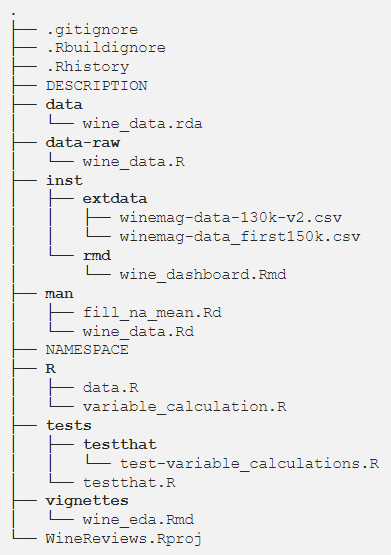 .
├── .gitignore
├── .Rbuildignore
├── .Rhistory
├── DESCRIPTION
├── data
│   └── wine_data.rda
├── data-raw
│   └── wine_data.R
├── inst
│   ├── extdata
│   │   ├── winemag-data-130k-v2.csv
│   │   └── winemag-data_first150k.csv
│   └── rmd
│       └── wine_dashboard.Rmd
├── man
│   ├── fill_na_mean.Rd
│   └── wine_data.Rd
├── NAMESPACE
├── R
│   ├── data.R
│   └── variable_calculation.R
├── tests
│   ├── testthat
│   │   └── test-variable_calculations.R
│   └── testthat.R
├── vignettes
│   └── wine_eda.Rmd
└── WineReviews.Rproj